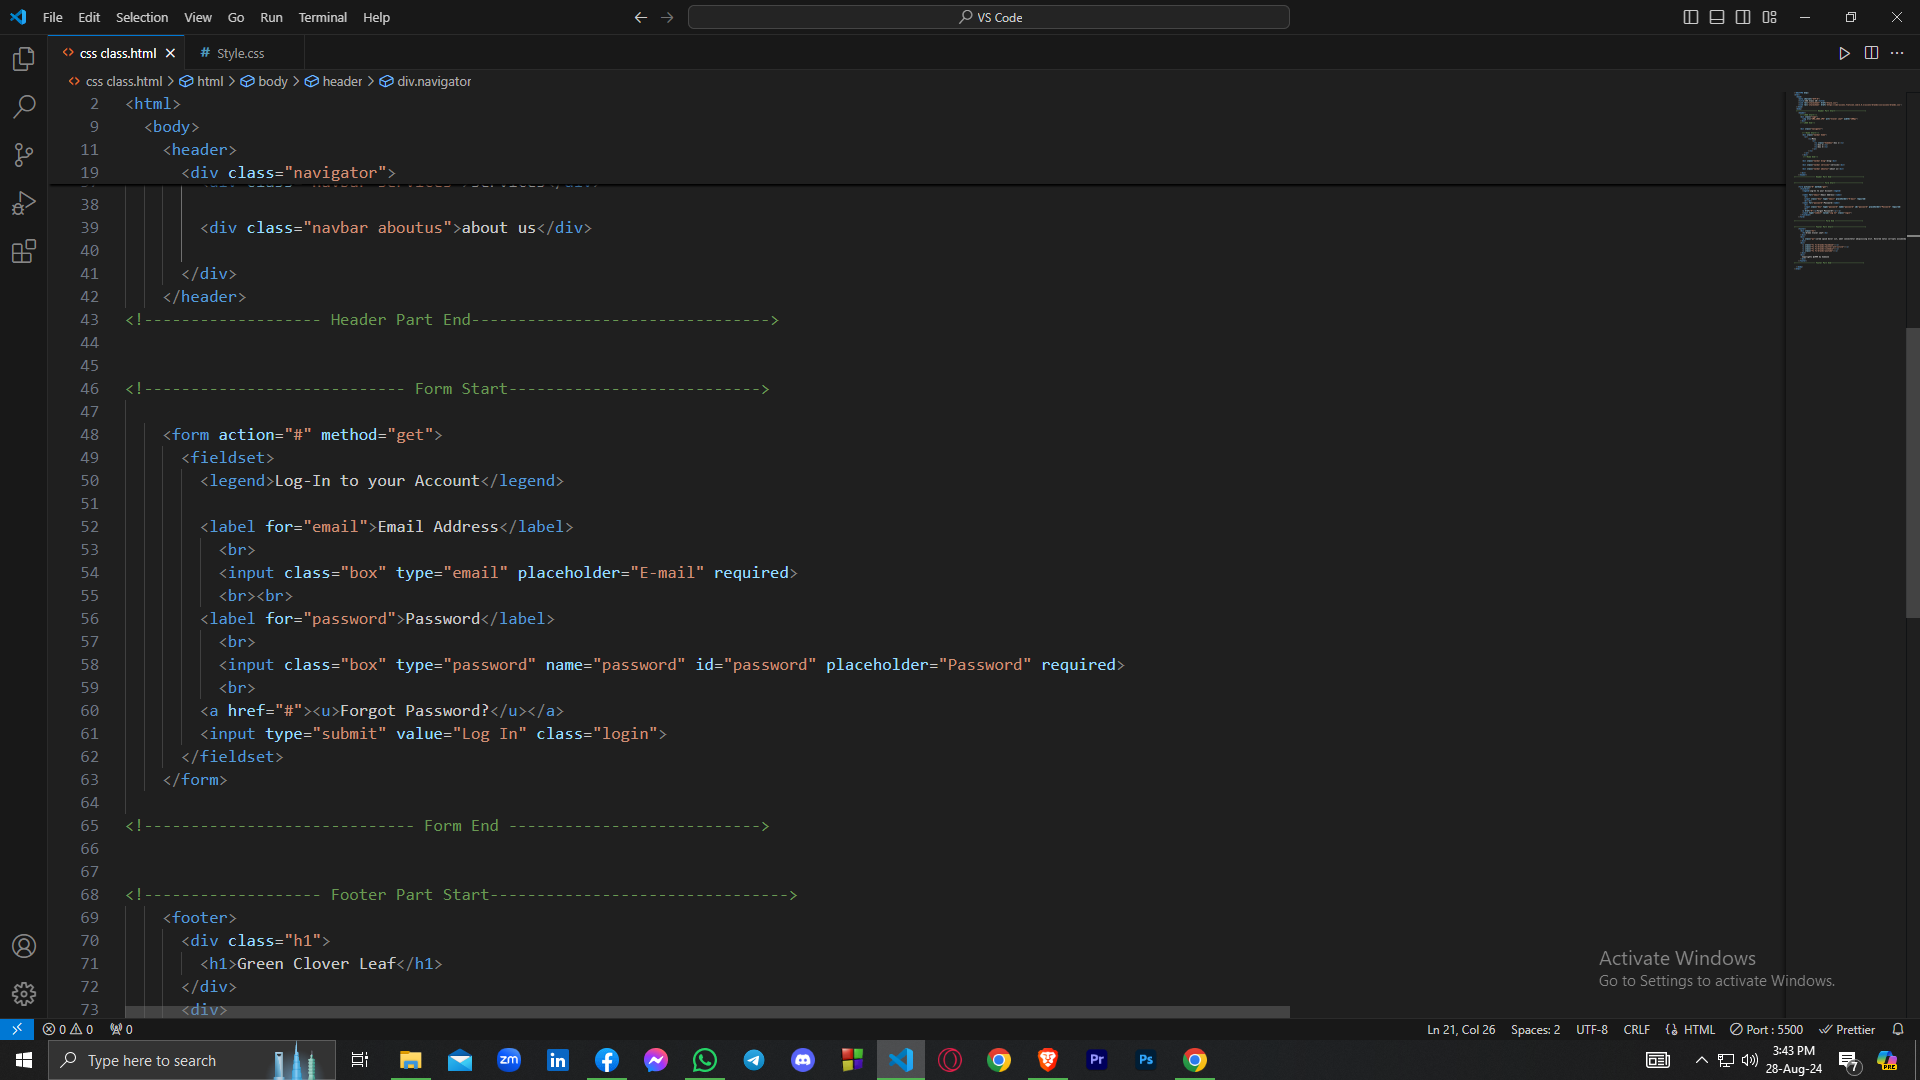 File Edit Selection View Go Run Terminal Help
VS Code
css class.html
# Style.css
css class.html > html > body > header > div.navigator
2 <html>
9 <body>
11 <header>
19 <div class="navigator">
38
39 <div class="navbar aboutus">about us</div>
40
41 </div>
42 </header>
43 <!------------------- Header Part End-------------------------------->
44
45
46 <!---------------------------- Form Start--------------------------->
47
48 <form action="#" method="get">
49 <fieldset>
50 <legend>Log-In to your Account</legend>
51
52 <label for="email">Email Address</label>
53 <br>
54 <input class="box" type="email" placeholder="E-mail" required>
55 <br><br>
56 <label for="password">Password</label>
57 <br>
58 <input class="box" type="password" name="password" id="password" placeholder="Password" required>
59 <br>
60 <a href="#"><u>Forgot Password?</u></a>
61 <input type="submit" value="Log In" class="login">
62 </fieldset>
63 </form>
64
65 <!----------------------------- Form End --------------------------->
66
67
68 <!------------------- Footer Part Start-------------------------------->
69 <footer>
70 <div class="h1">
71 <h1>Green Clover Leaf</h1>
72 </div>
73 <div>
Activate Windows
Go to Settings to activate Windows.
0 0 0
Ln 21, Col 26 Spaces: 2 UTF-8 CRLF HTML Port : 5500 Prettier
Type here to search
zm
Pr
Ps
3:43 PM
28-Aug-24
7
PRE